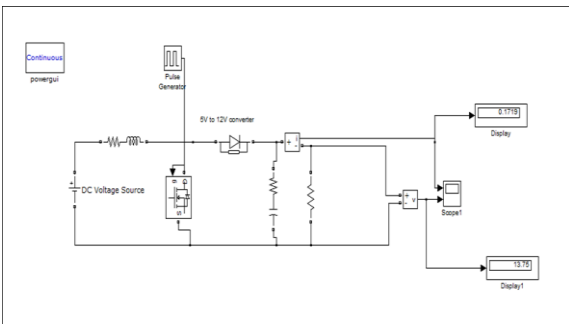 Continuous
powergui
Pulse
Generator
5V to 12V converter
DC Voltage Source
g
D
S
+
i
-
+
-
v
0.1719
Display
Scope1
13.75
Display1